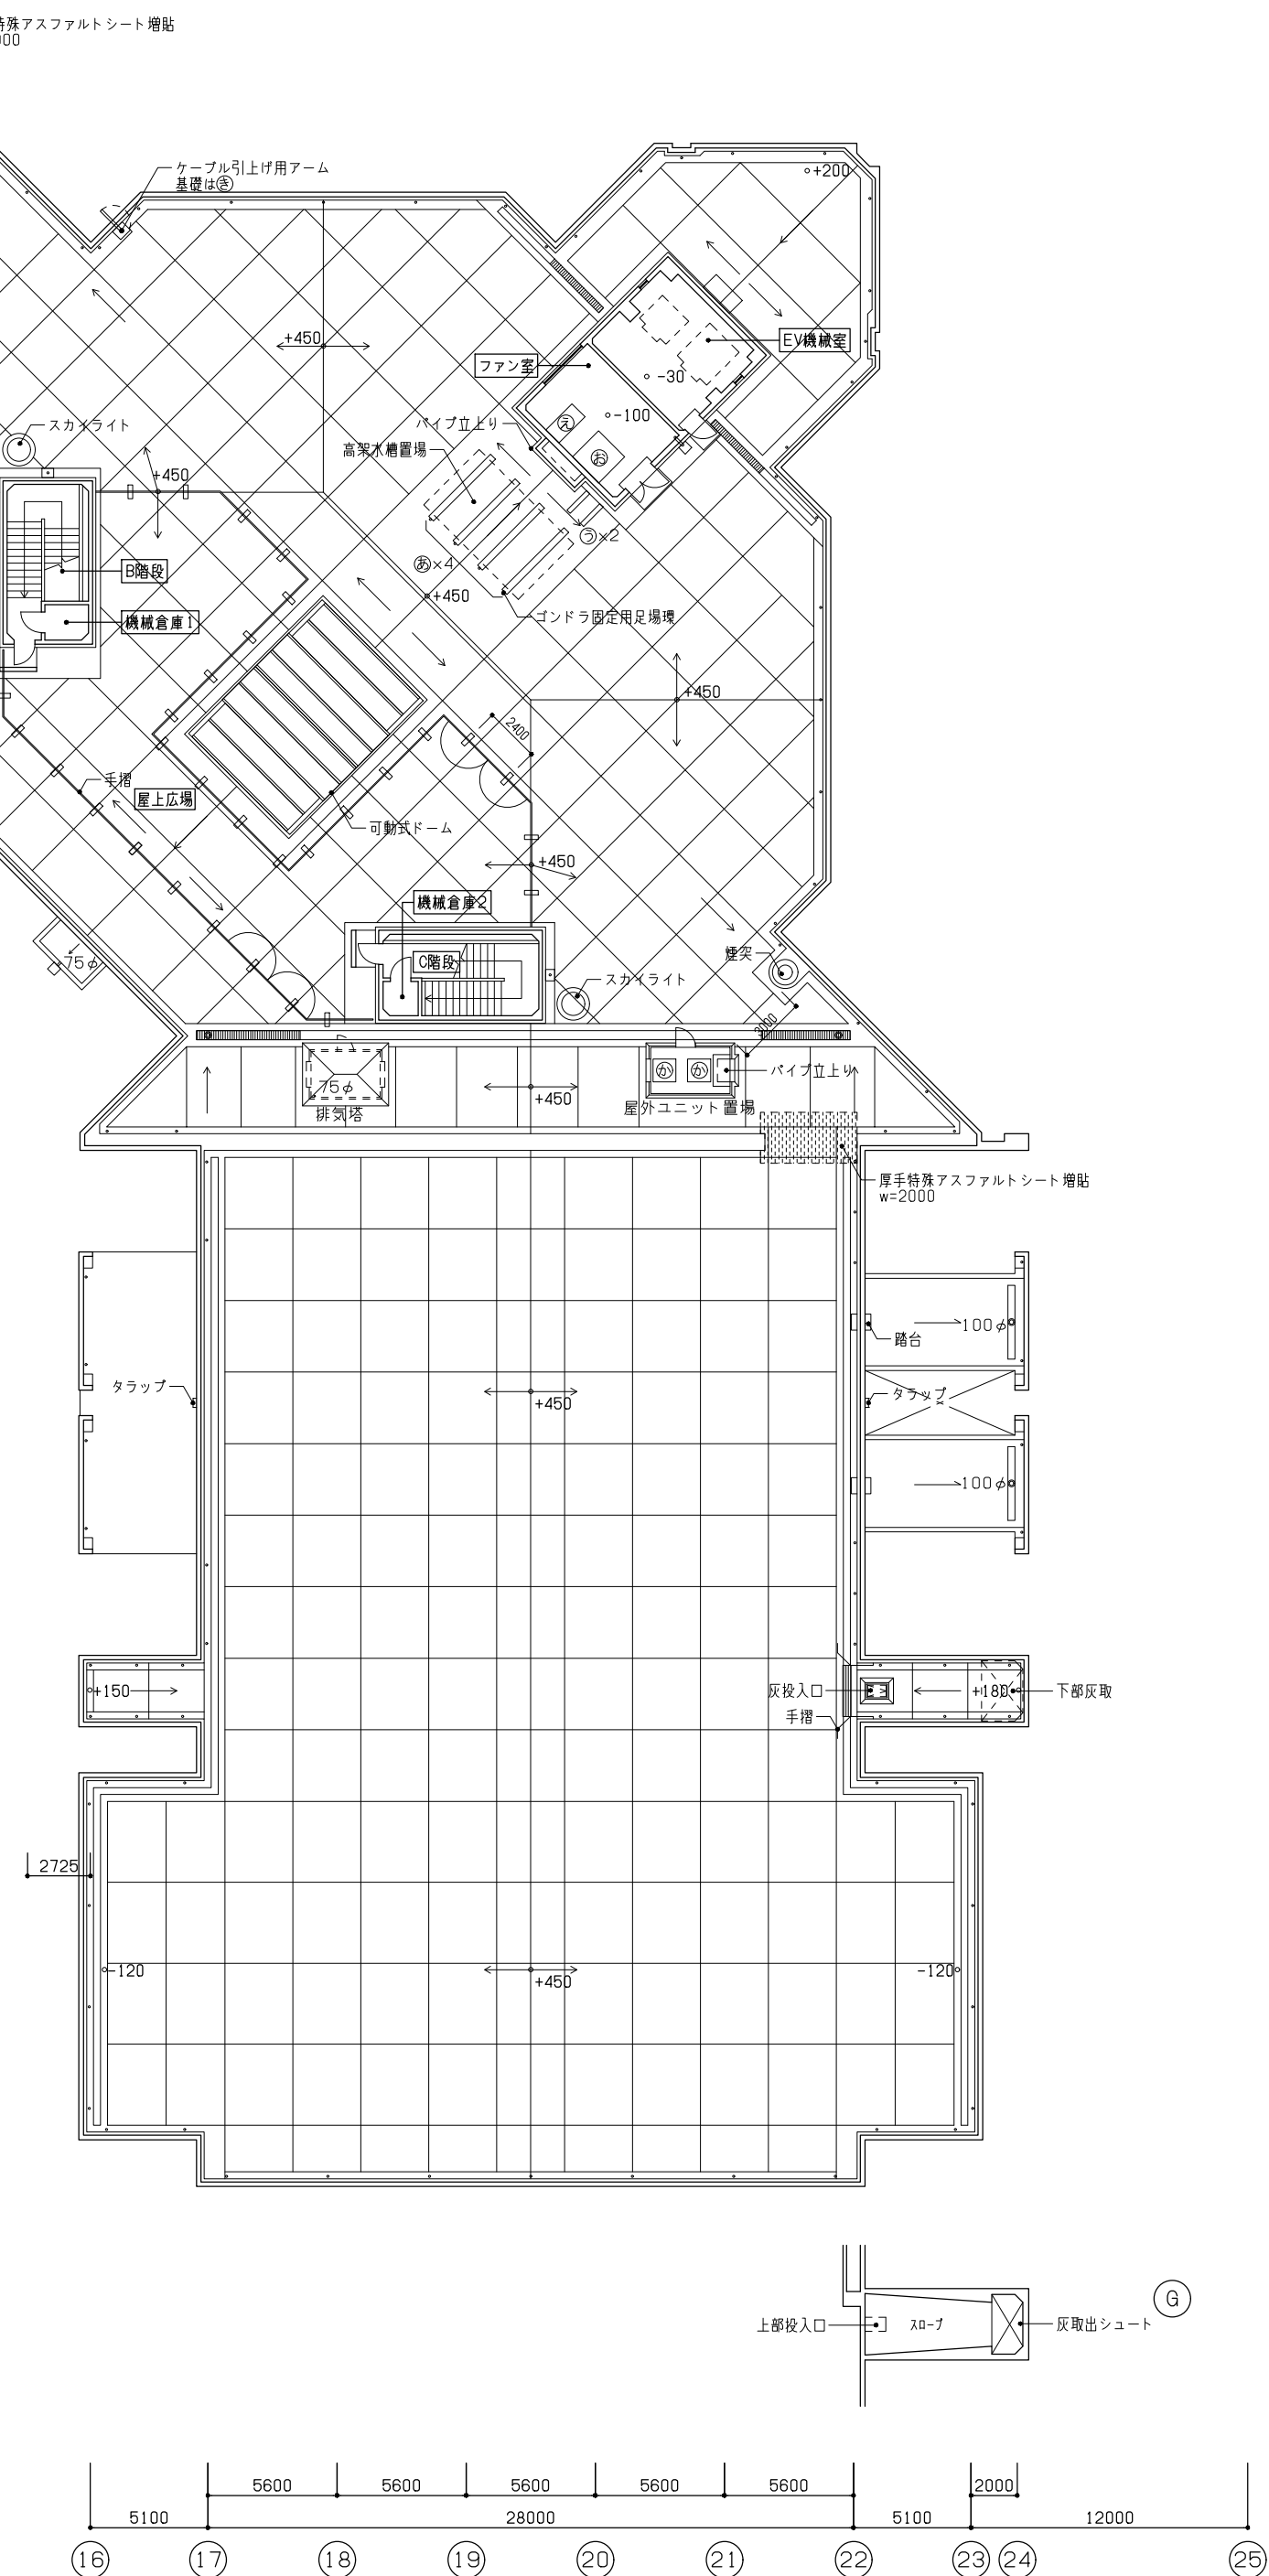 特殊アスファルトシート増貼
000
ケーブル引上げ用アーム
基礎は㋖
+200
+450
EV機械室
ファン室
-30
-100
え
お
パイプ立上り
高架水槽置場
スカイライト
+450
う×2
あ×4
B階段
+450
ゴンドラ固定用足場環
機械倉庫1
+450
2400
手摺
屋上広場
可動式ドーム
+450
機械倉庫2
C階段
煙突
75φ
スカイライト
3000
か
か
パイプ立上り
75φ
+450
屋外ユニット置場
排気塔
厚手特殊アスファルトシート増貼
w=2000
100φ
踏台
タラップ
タラップ
+450
100φ
+150
灰投入口
+180
下部灰取
手摺
2725
-120
+450
-120
G
上部投入口
スロープ
灰取出シュート
5600
5600
5600
5600
5600
2000
5100
28000
5100
12000
16
17
18
19
20
21
22
23
24
25